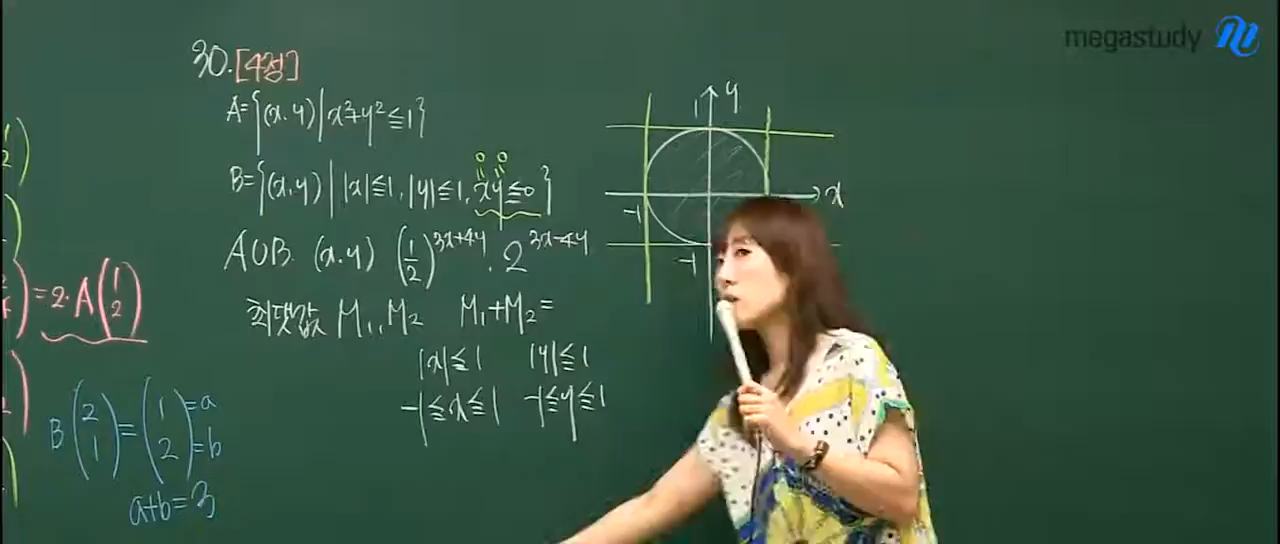 megastudy
30. [4점]
A={(x.y)|x²+y²≦1}
B={(x,y)||x|≦1,|y|≦1,xy≦0}
0 0
A∪B. (x.y) (1/2)^{3x+4y} · 2^{3x-4y}
최댓값 M₁, M₂ M₁+M₂=
|x|≦1 |y|≦1
-1≦x≦1 -1≦y≦1
1 y
x
-1
-1
=2·A(1 2)
B(2 1)=(1 2)=a =b
a+b=3